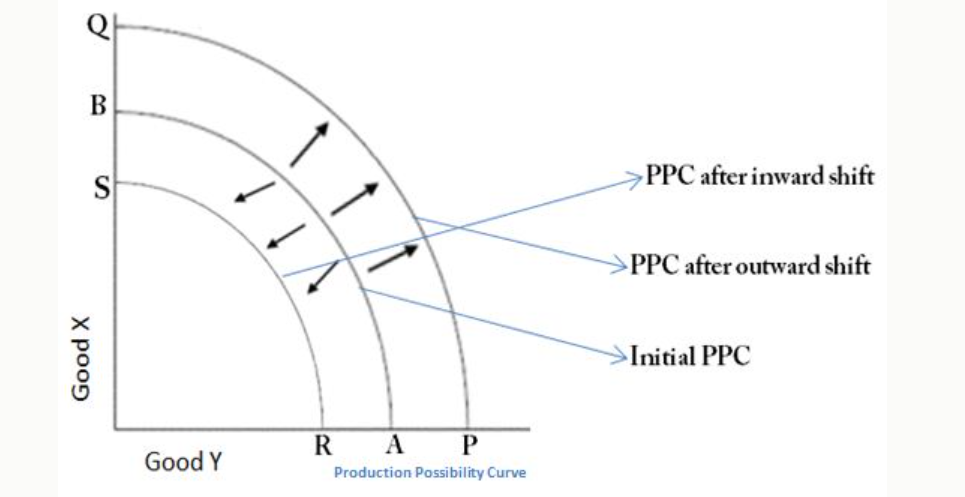 Q
B
S
PPC after inward shift
PPC after outward shift
Initial PPC
Good X
R
A
P
Good Y
Production Possibility Curve